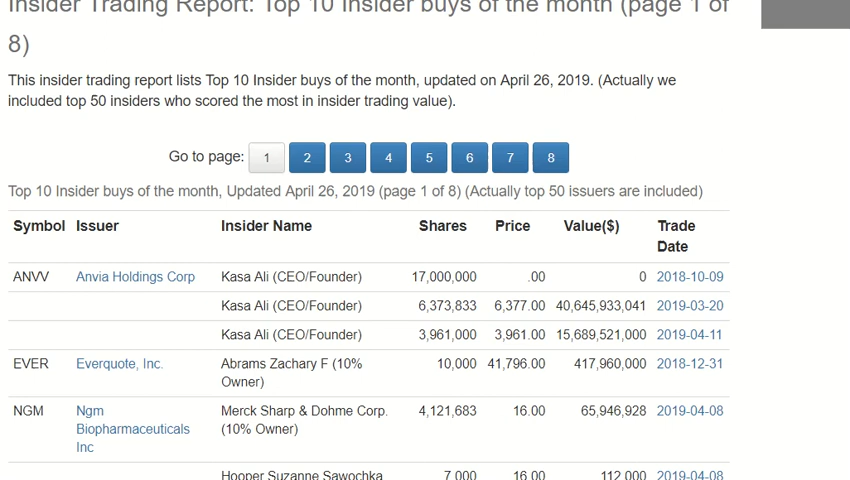 Insider Trading Report: Top 10 Insider buys of the month (page 1 of
8)
This insider trading report lists Top 10 Insider buys of the month, updated on April 26, 2019. (Actually we
included top 50 insiders who scored the most in insider trading value).
Go to page: 1 2 3 4 5 6 7 8
Top 10 Insider buys of the month, Updated April 26, 2019 (page 1 of 8) (Actually top 50 issuers are included)
Symbol Issuer Insider Name Shares Price Value($) Trade
Date
ANVV Anvia Holdings Corp Kasa Ali (CEO/Founder) 17,000,000 .00 0 2018-10-09
Kasa Ali (CEO/Founder) 6,373,833 6,377.00 40,645,933,041 2019-03-20
Kasa Ali (CEO/Founder) 3,961,000 3,961.00 15,689,521,000 2019-04-11
EVER Everquote, Inc. Abrams Zachary F (10% 10,000 41,796.00 417,960,000 2018-12-31
Owner)
NGM Ngm Merck Sharp & Dohme Corp. 4,121,683 16.00 65,946,928 2019-04-08
Biopharmaceuticals (10% Owner)
Inc
Hooper Suzanne Sawochka 7,000 16.00 112,000 2019-04-08